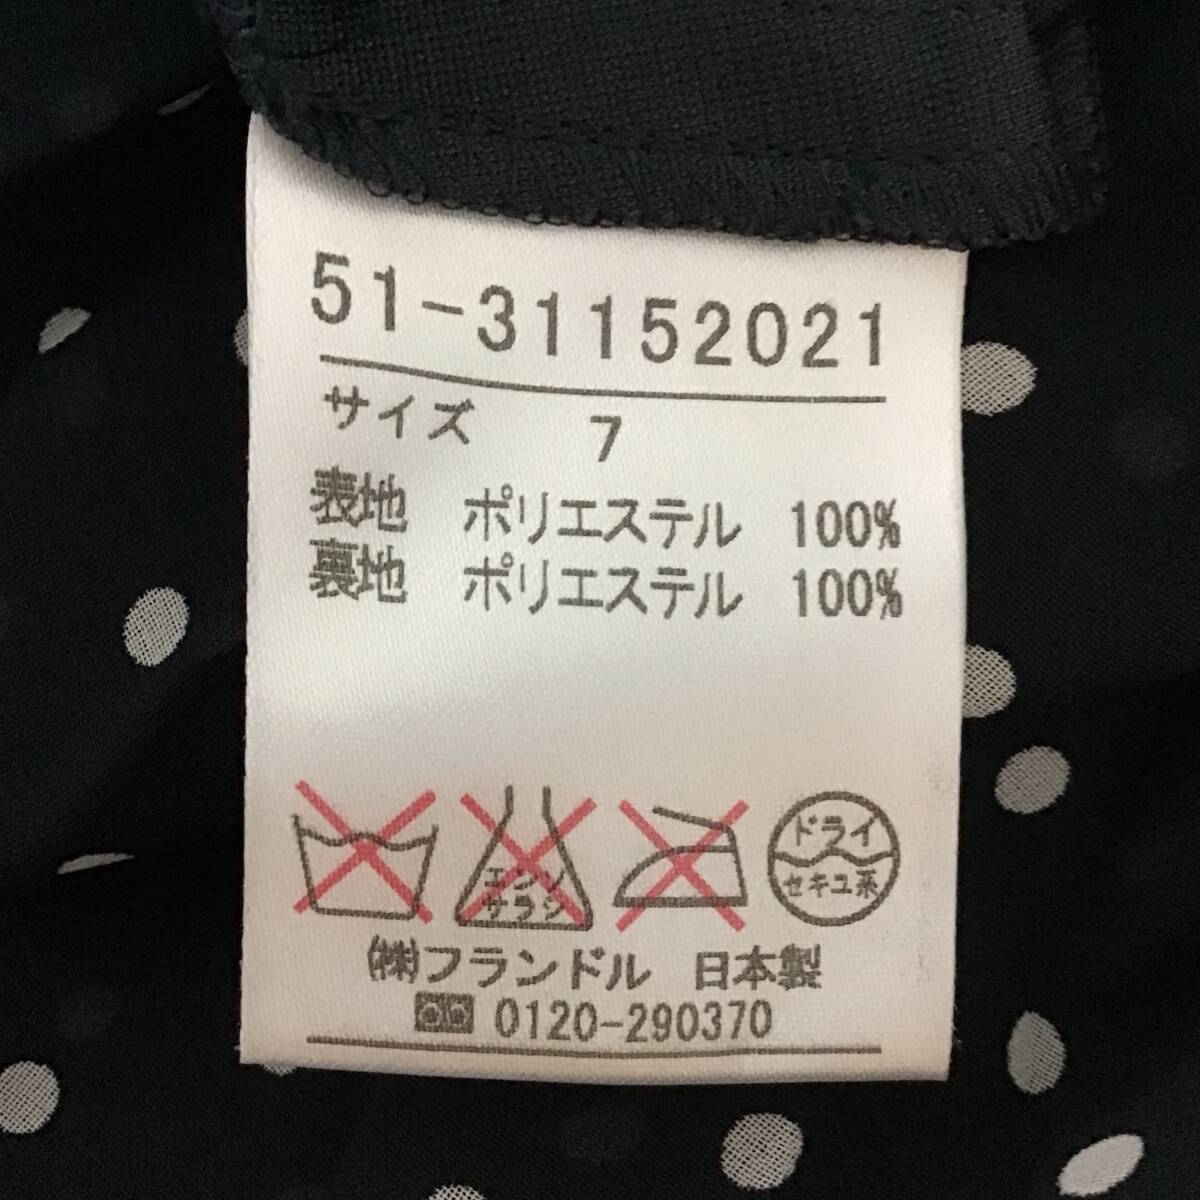 51-31152021
サイズ 7
表地 ポリエステル 100%
裏地 ポリエステル 100%
エンソ
サラシ
ドライ
セキユ系
㈱フランドル 日本製
0120-290370